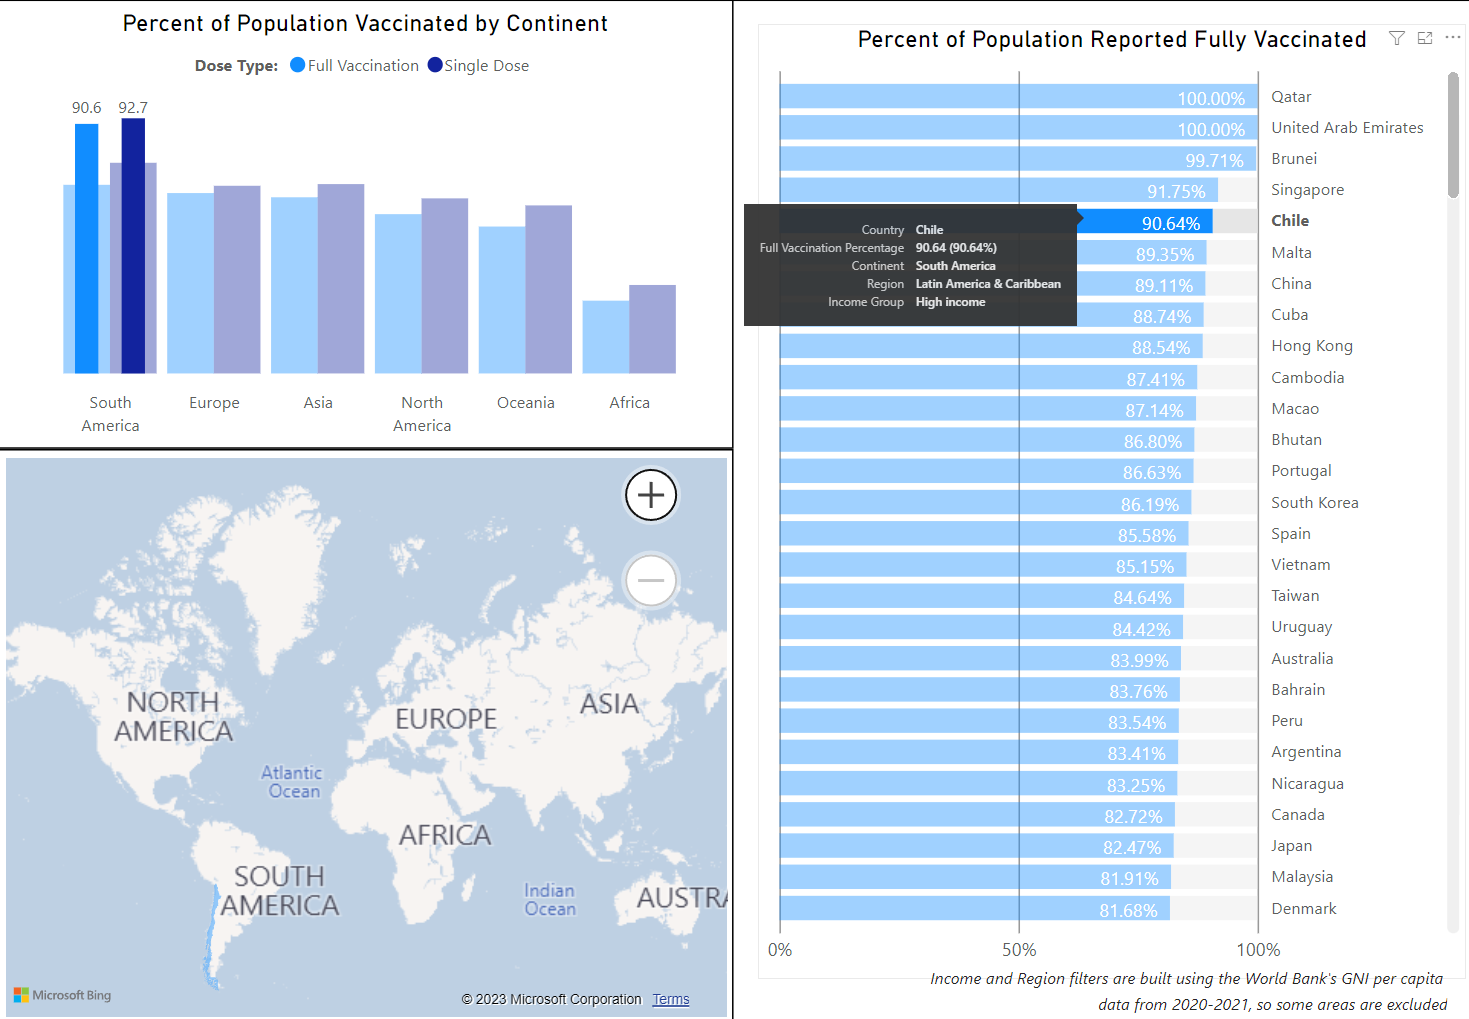 Percent of Population Vaccinated by Continent
Dose Type: Full Vaccination Single Dose
90.6 92.7
South America
Europe
Asia
North America
Oceania
Africa
NORTH AMERICA
EUROPE
ASIA
Atlantic Ocean
AFRICA
SOUTH AMERICA
Indian Ocean
AUSTRA
Microsoft Bing
© 2023 Microsoft Corporation Terms
Percent of Population Reported Fully Vaccinated
100.00% Qatar
100.00% United Arab Emirates
99.71% Brunei
91.75% Singapore
90.64% Chile
Country Chile
Full Vaccination Percentage 90.64 (90.64%)
Continent South America
Region Latin America & Caribbean
Income Group High income
89.35% Malta
89.11% China
88.74% Cuba
88.54% Hong Kong
87.41% Cambodia
87.14% Macao
86.80% Bhutan
86.63% Portugal
86.19% South Korea
85.58% Spain
85.15% Vietnam
84.64% Taiwan
84.42% Uruguay
83.99% Australia
83.76% Bahrain
83.54% Peru
83.41% Argentina
83.25% Nicaragua
82.72% Canada
82.47% Japan
81.91% Malaysia
81.68% Denmark
0% 50% 100%
Income and Region filters are built using the World Bank's GNI per capita
data from 2020-2021, so some areas are excluded